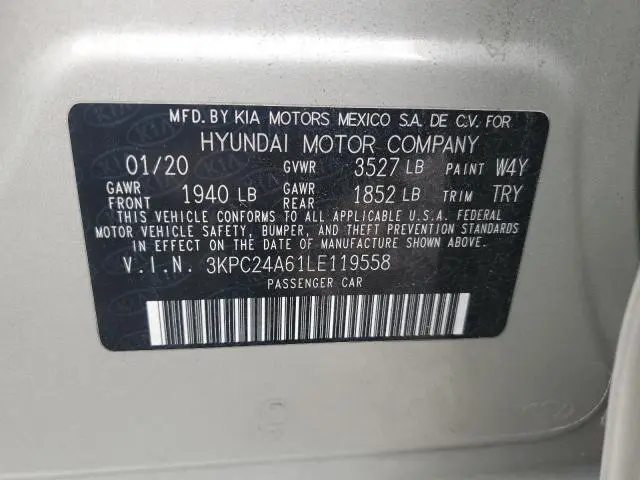 MFD. BY KIA MOTORS MEXICO S.A. DE C.V. FOR
HYUNDAI MOTOR COMPANY
01/20 GVWR 3527 LB PAINT W4Y
GAWR FRONT 1940 LB GAWR REAR 1852 LB TRIM TRY
THIS VEHICLE CONFORMS TO ALL APPLICABLE U.S.A. FEDERAL
MOTOR VEHICLE SAFETY, BUMPER, AND THEFT PREVENTION STANDARDS
IN EFFECT ON THE DATE OF MANUFACTURE SHOWN ABOVE.
V.I.N. 3KPC24A61LE119558
PASSENGER CAR